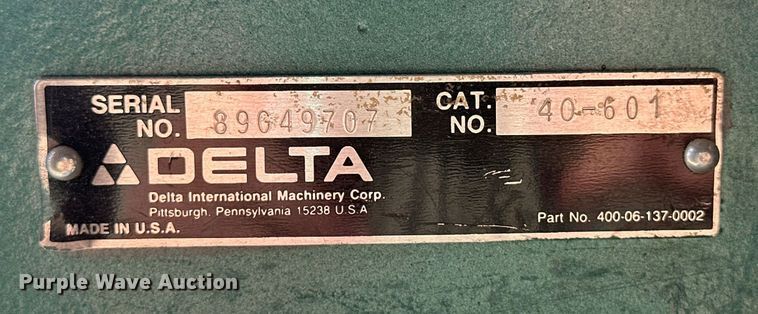 SERIAL NO. 89G49707
CAT. NO. 40-601
DELTA
Delta International Machinery Corp.
Pittsburgh, Pennsylvania 15238 U.S.A
MADE IN U.S.A.
Part No. 400-06-137-0002
Purple Wave Auction